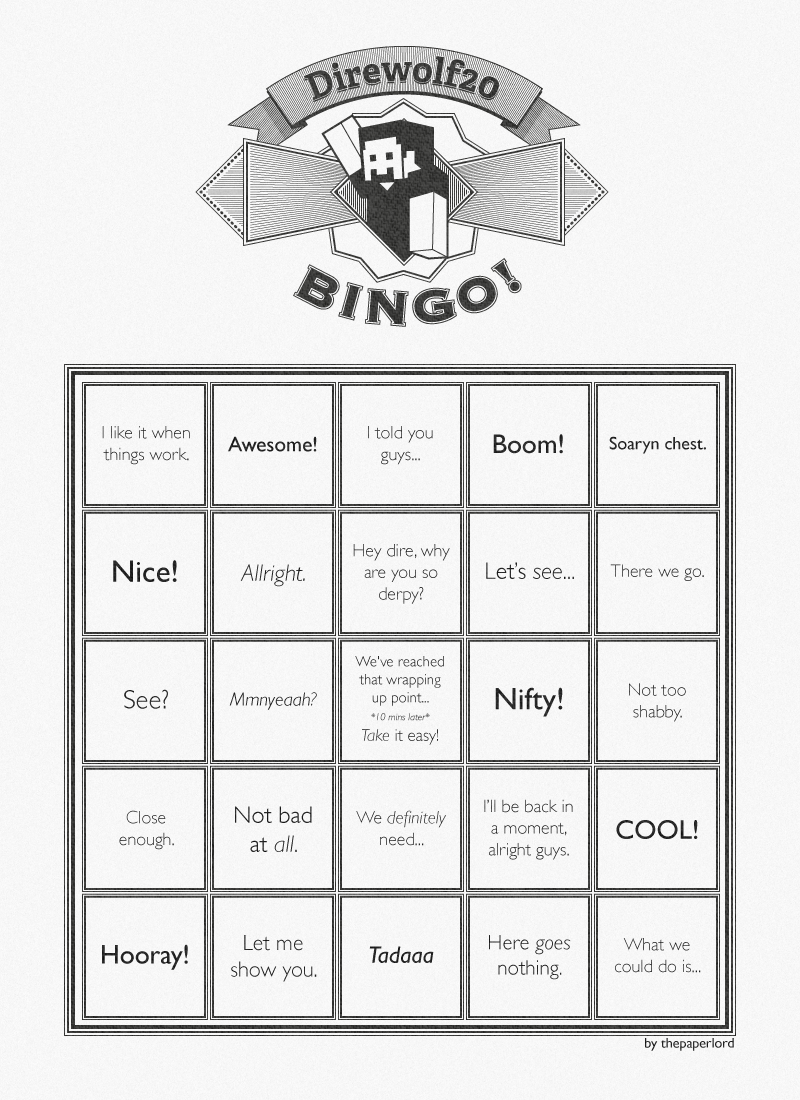 Direwolf20
BINGO!
I like it when
things work.
Awesome!
I told you
guys...
Boom!
Soaryn chest.
Nice!
Allright.
Hey dire, why
are you so
derpy?
Let's see...
There we go.
See?
Mmnyeaah?
We've reached
that wrapping
up point...
*10 mins later*
Take it easy!
Nifty!
Not too
shabby.
Close
enough.
Not bad
at all.
We definitely
need...
I'll be back in
a moment,
alright guys.
COOL!
Hooray!
Let me
show you.
Tadaaa
Here goes
nothing.
What we
could do is...
by thepaperlord